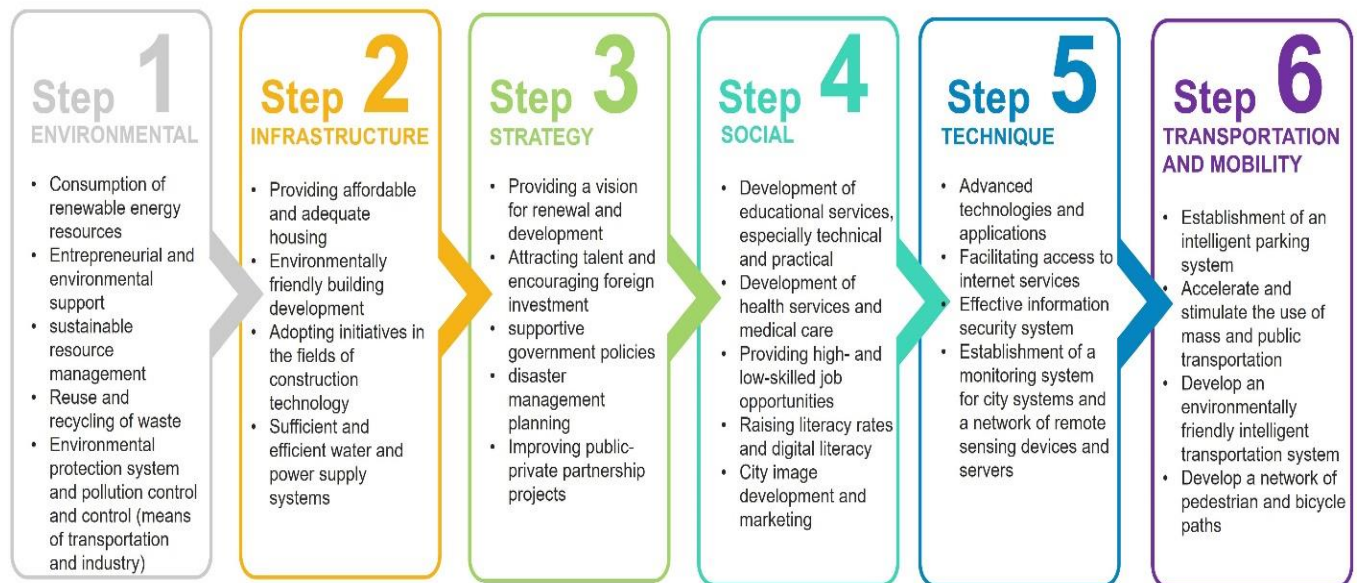 Step 1
ENVIRONMENTAL
• Consumption of
renewable energy
resources
• Entrepreneurial and
environmental
support
• sustainable
resource
management
• Reuse and
recycling of waste
• Environmental
protection system
and pollution control
and control (means
of transportation
and industry)
Step 2
INFRASTRUCTURE
• Providing affordable
and adequate
housing
• Environmentally
friendly building
development
• Adopting initiatives in
the fields of
construction
technology
• Sufficient and
efficient water and
power supply
systems
Step 3
STRATEGY
• Providing a vision
for renewal and
development
• Attracting talent and
encouraging foreign
investment
• supportive
government policies
• disaster
management
planning
• Improving public-
private partnership
projects
Step 4
SOCIAL
• Development of
educational services,
especially technical
and practical
• Development of
health services and
medical care
• Providing high- and
low-skilled job
opportunities
• Raising literacy rates
and digital literacy
• City image
development and
marketing
Step 5
TECHNIQUE
• Advanced
technologies and
applications
• Facilitating access to
internet services
• Effective information
security system
• Establishment of a
monitoring system
for city systems and
a network of remote
sensing devices and
servers
Step 6
TRANSPORTATION
AND MOBILITY
• Establishment of an
intelligent parking
system
• Accelerate and
stimulate the use of
mass and public
transportation
• Develop an
environmentally
friendly intelligent
transportation system
• Develop a network of
pedestrian and bicycle
paths